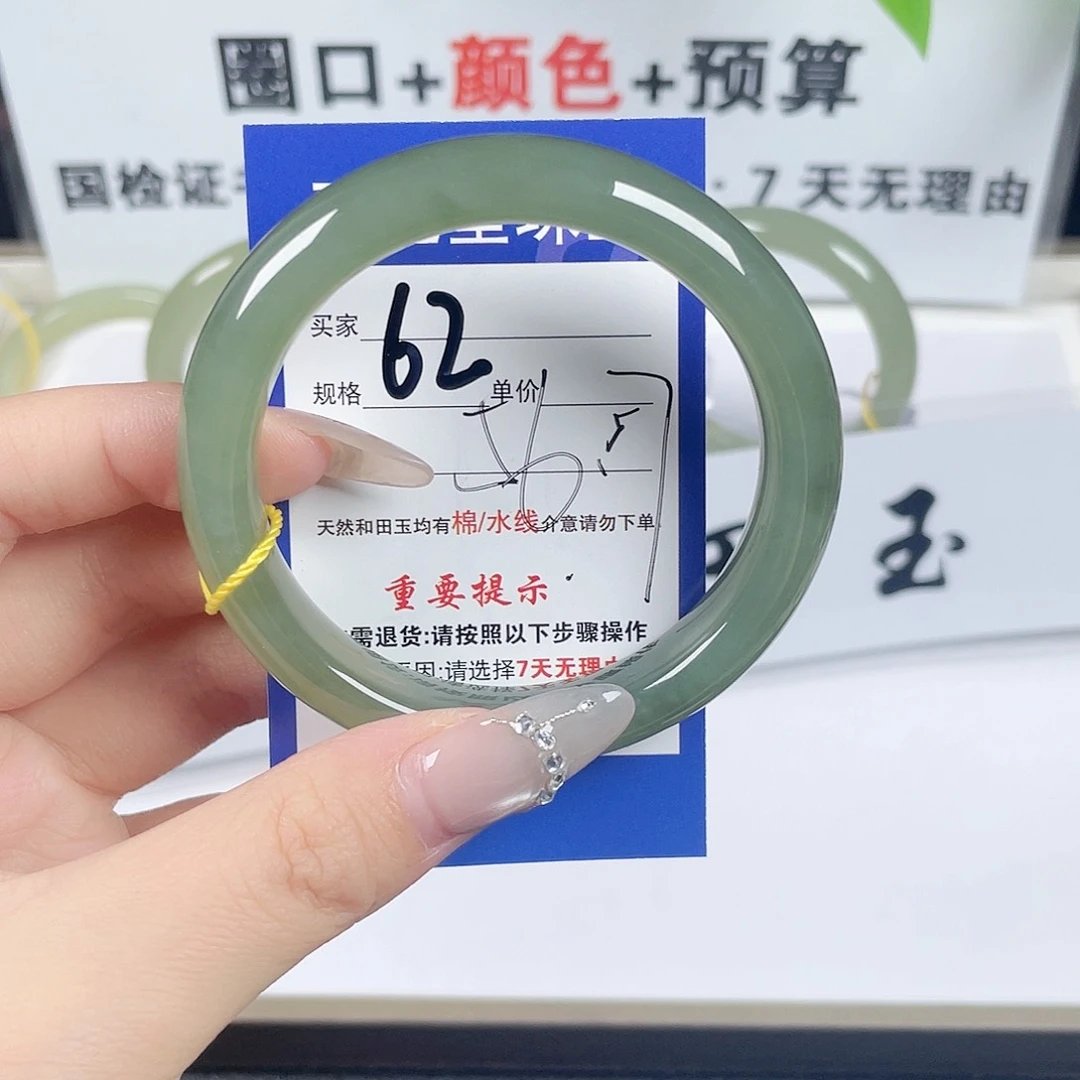 圈口+颜色+预算
国检证
7天无理由
买家
62
规格
单价
天然和田玉均有棉/水线介意请勿下单
重要提示
需退货:请按照以下步骤操作
原因:请选择7天无理由
玉